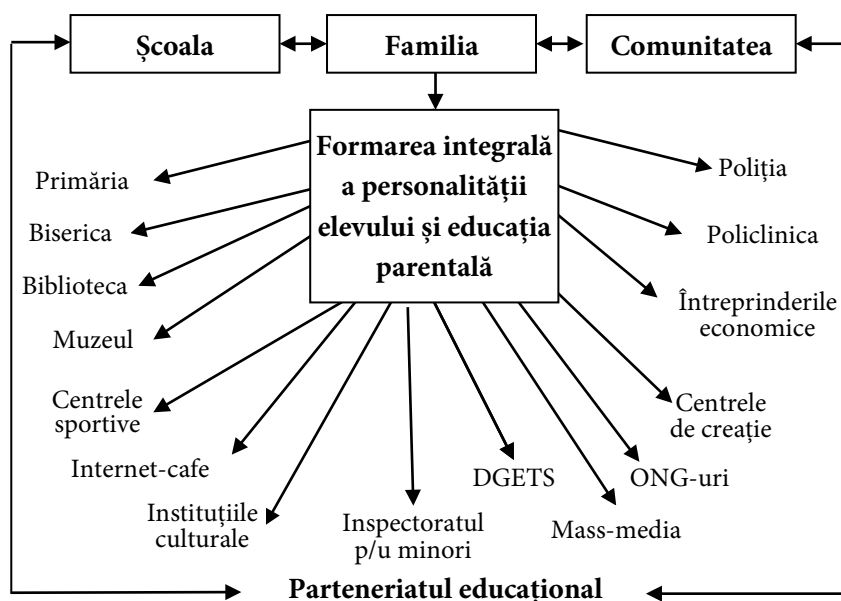 Școala
Familia
Comunitatea
Formarea integrală
a personalității
elevului și educația
parentală
Primăria
Biserica
Biblioteca
Muzeul
Centrele
sportive
Internet-cafe
Instituțiile
culturale
Inspectoratul
p/u minori
DGETS
Mass-media
ONG-uri
Centrele
de creație
Întreprinderile
economice
Policlinica
Poliția
Parteneriatul educațional